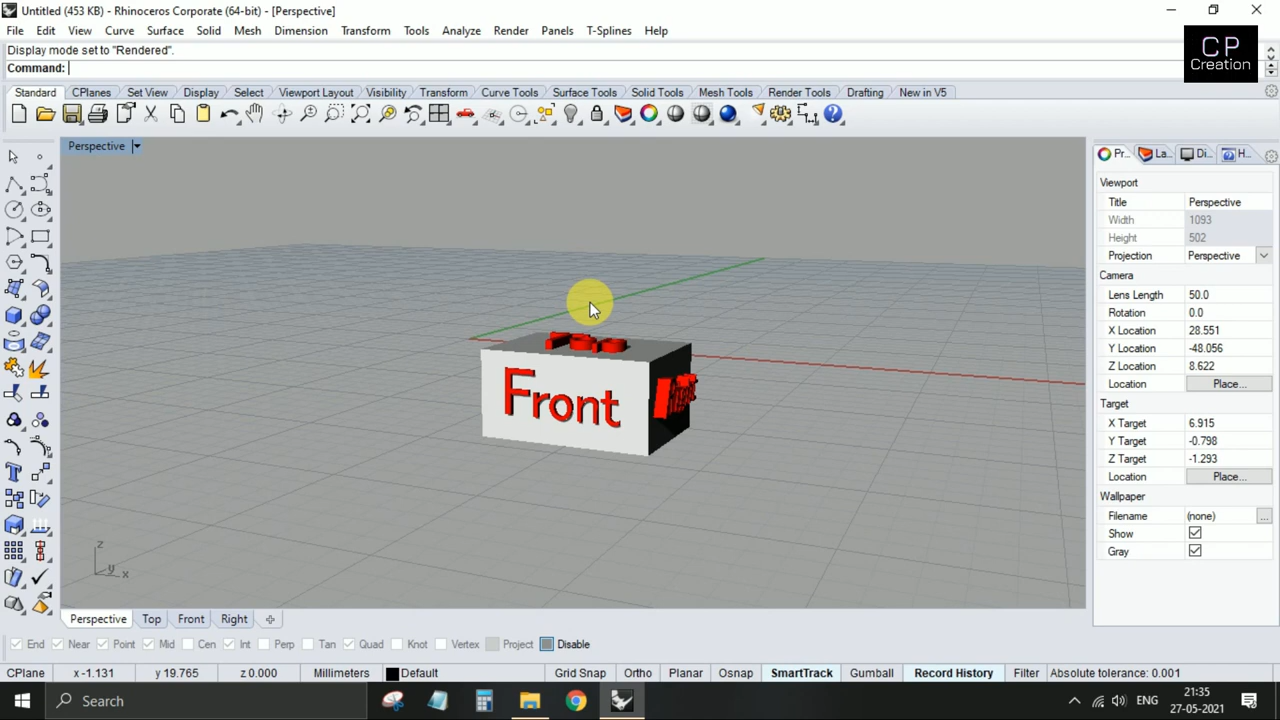 Untitled (453 KB) - Rhinoceros Corporate (64-bit) - [Perspective]
File Edit View Curve Surface Solid Mesh Dimension Transform Tools Analyze Render Panels T-Splines Help
Display mode set to "Rendered".
Command:
CP
Creation
Standard CPlanes Set View Display Select Viewport Layout Visibility Transform Curve Tools Surface Tools Solid Tools Mesh Tools Render Tools Drafting New in V5
Perspective
Pr... La... Di... H...
Viewport
Title Perspective
Width 1093
Height 502
Projection Perspective
Camera
Lens Length 50.0
Rotation 0.0
X Location 28.551
Y Location -48.056
Z Location 8.622
Location Place...
Target
X Target 6.915
Y Target -0.798
Z Target -1.293
Location Place...
Wallpaper
Filename (none) ...
Show
Gray
Top
Front
Right
z
y
x
Perspective Top Front Right
End Near Point Mid Cen Int Perp Tan Quad Knot Vertex Project Disable
CPlane x -1.131 y 19.765 z 0.000 Millimeters Default Grid Snap Ortho Planar Osnap SmartTrack Gumball Record History Filter Absolute tolerance: 0.001
Search
ENG
21:35
27-05-2021